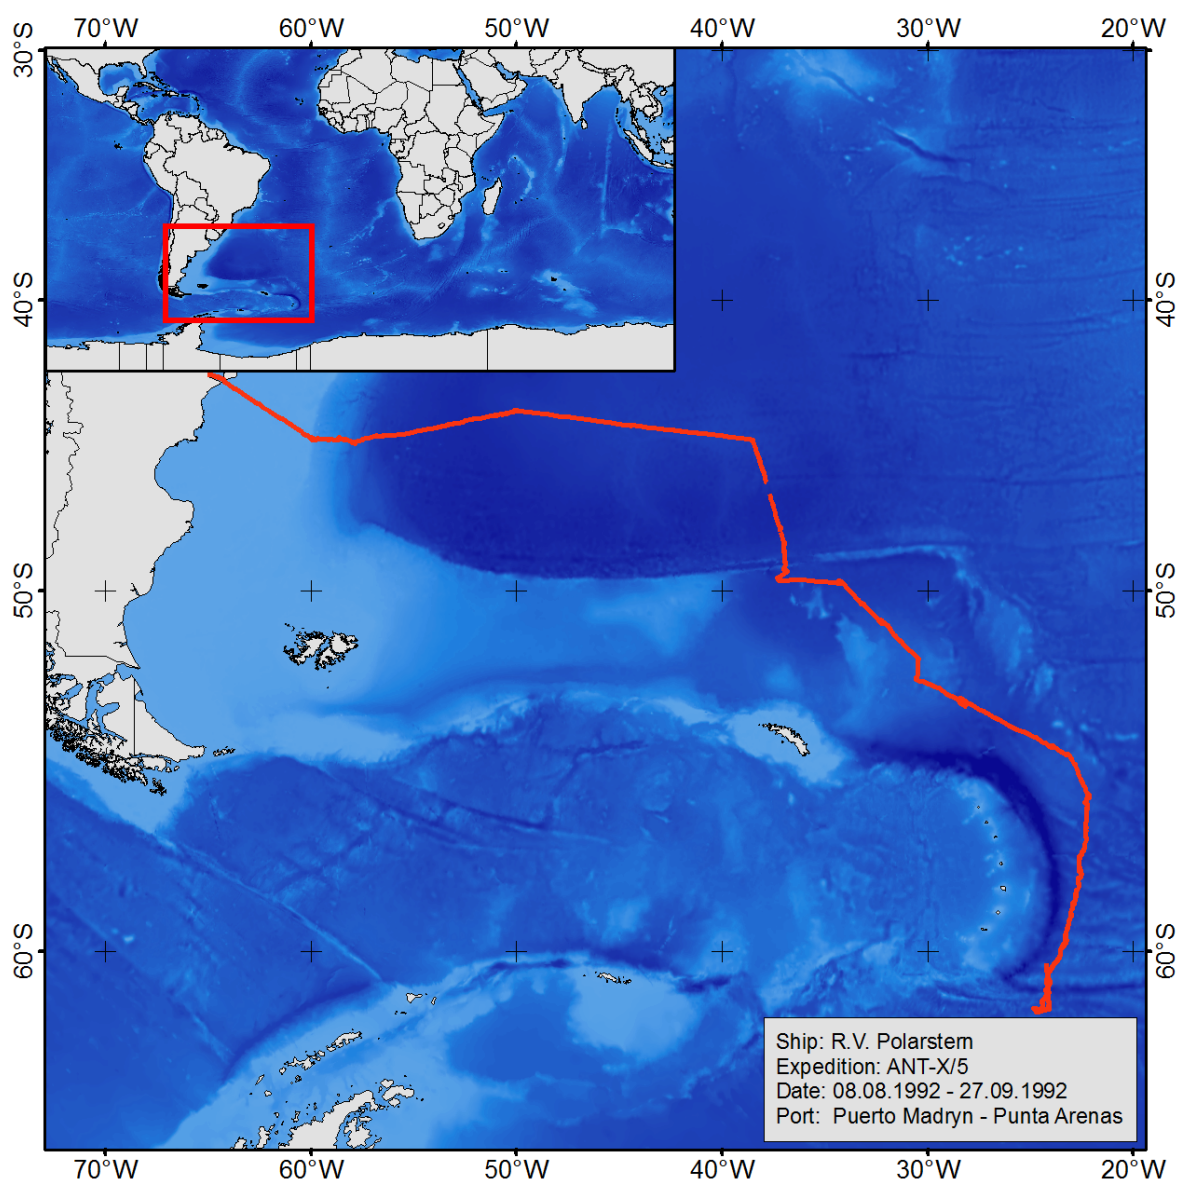 70°W 60°W 50°W 40°W 30°W 20°W
30°S
40°S 40°S
50°S 50°S
60°S 60°S
Ship: R.V. Polarstern
Expedition: ANT-X/5
Date: 08.08.1992 - 27.09.1992
Port: Puerto Madryn - Punta Arenas
70°W 60°W 50°W 40°W 30°W 20°W